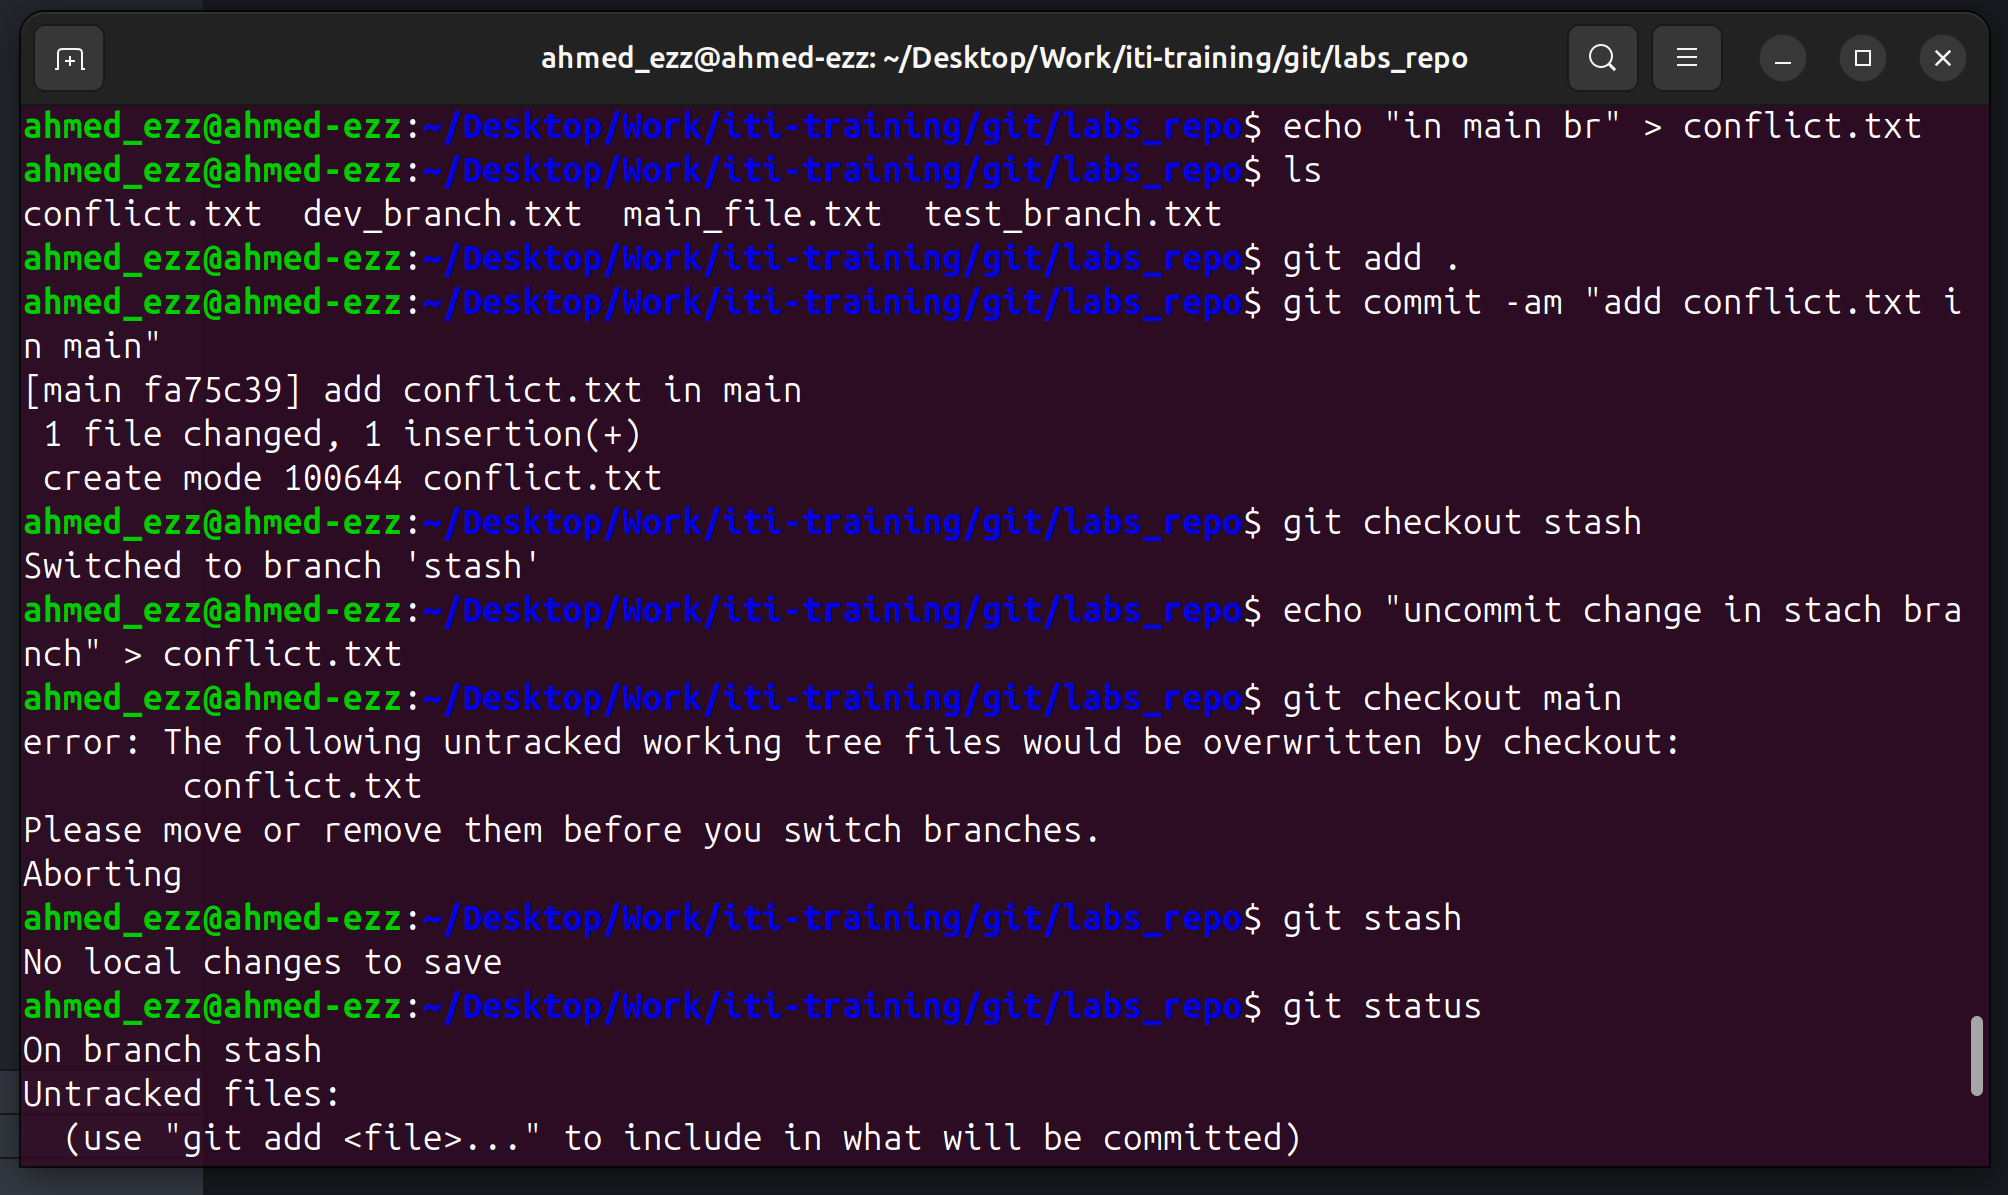 ahmed_ezz@ahmed-ezz: ~/Desktop/Work/iti-training/git/labs_repo
ahmed_ezz@ahmed-ezz:~/Desktop/Work/iti-training/git/labs_repo$ echo "in main br" > conflict.txt
ahmed_ezz@ahmed-ezz:~/Desktop/Work/iti-training/git/labs_repo$ ls
conflict.txt  dev_branch.txt  main_file.txt  test_branch.txt
ahmed_ezz@ahmed-ezz:~/Desktop/Work/iti-training/git/labs_repo$ git add .
ahmed_ezz@ahmed-ezz:~/Desktop/Work/iti-training/git/labs_repo$ git commit -am "add conflict.txt i
n main"
[main fa75c39] add conflict.txt in main
 1 file changed, 1 insertion(+)
 create mode 100644 conflict.txt
ahmed_ezz@ahmed-ezz:~/Desktop/Work/iti-training/git/labs_repo$ git checkout stash
Switched to branch 'stash'
ahmed_ezz@ahmed-ezz:~/Desktop/Work/iti-training/git/labs_repo$ echo "uncommit change in stach bra
nch" > conflict.txt
ahmed_ezz@ahmed-ezz:~/Desktop/Work/iti-training/git/labs_repo$ git checkout main
error: The following untracked working tree files would be overwritten by checkout:
        conflict.txt
Please move or remove them before you switch branches.
Aborting
ahmed_ezz@ahmed-ezz:~/Desktop/Work/iti-training/git/labs_repo$ git stash
No local changes to save
ahmed_ezz@ahmed-ezz:~/Desktop/Work/iti-training/git/labs_repo$ git status
On branch stash
Untracked files:
  (use "git add <file>..." to include in what will be committed)